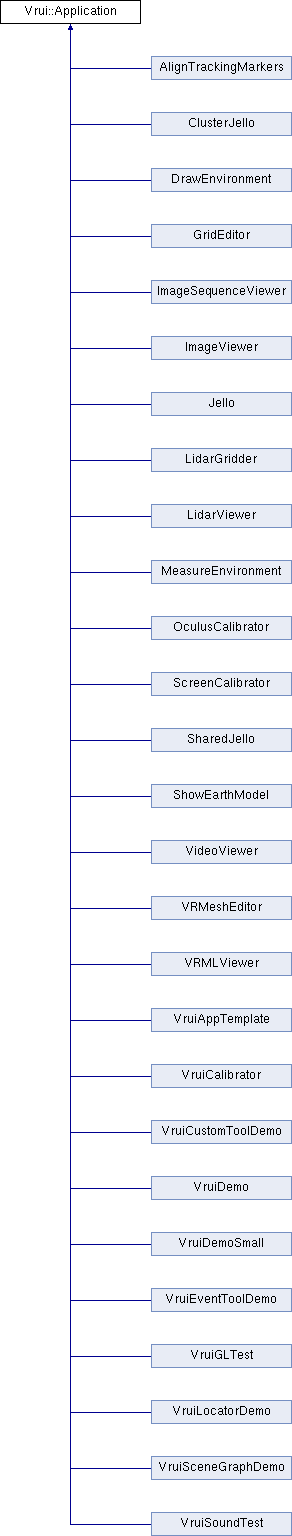 Vrui::Application
AlignTrackingMarkers
ClusterJello
DrawEnvironment
GridEditor
ImageSequenceViewer
ImageViewer
Jello
LidarGridder
LidarViewer
MeasureEnvironment
OculusCalibrator
ScreenCalibrator
SharedJello
ShowEarthModel
VideoViewer
VRMeshEditor
VRMLViewer
VruiAppTemplate
VruiCalibrator
VruiCustomToolDemo
VruiDemo
VruiDemoSmall
VruiEventToolDemo
VruiGLTest
VruiLocatorDemo
VruiSceneGraphDemo
VruiSoundTest